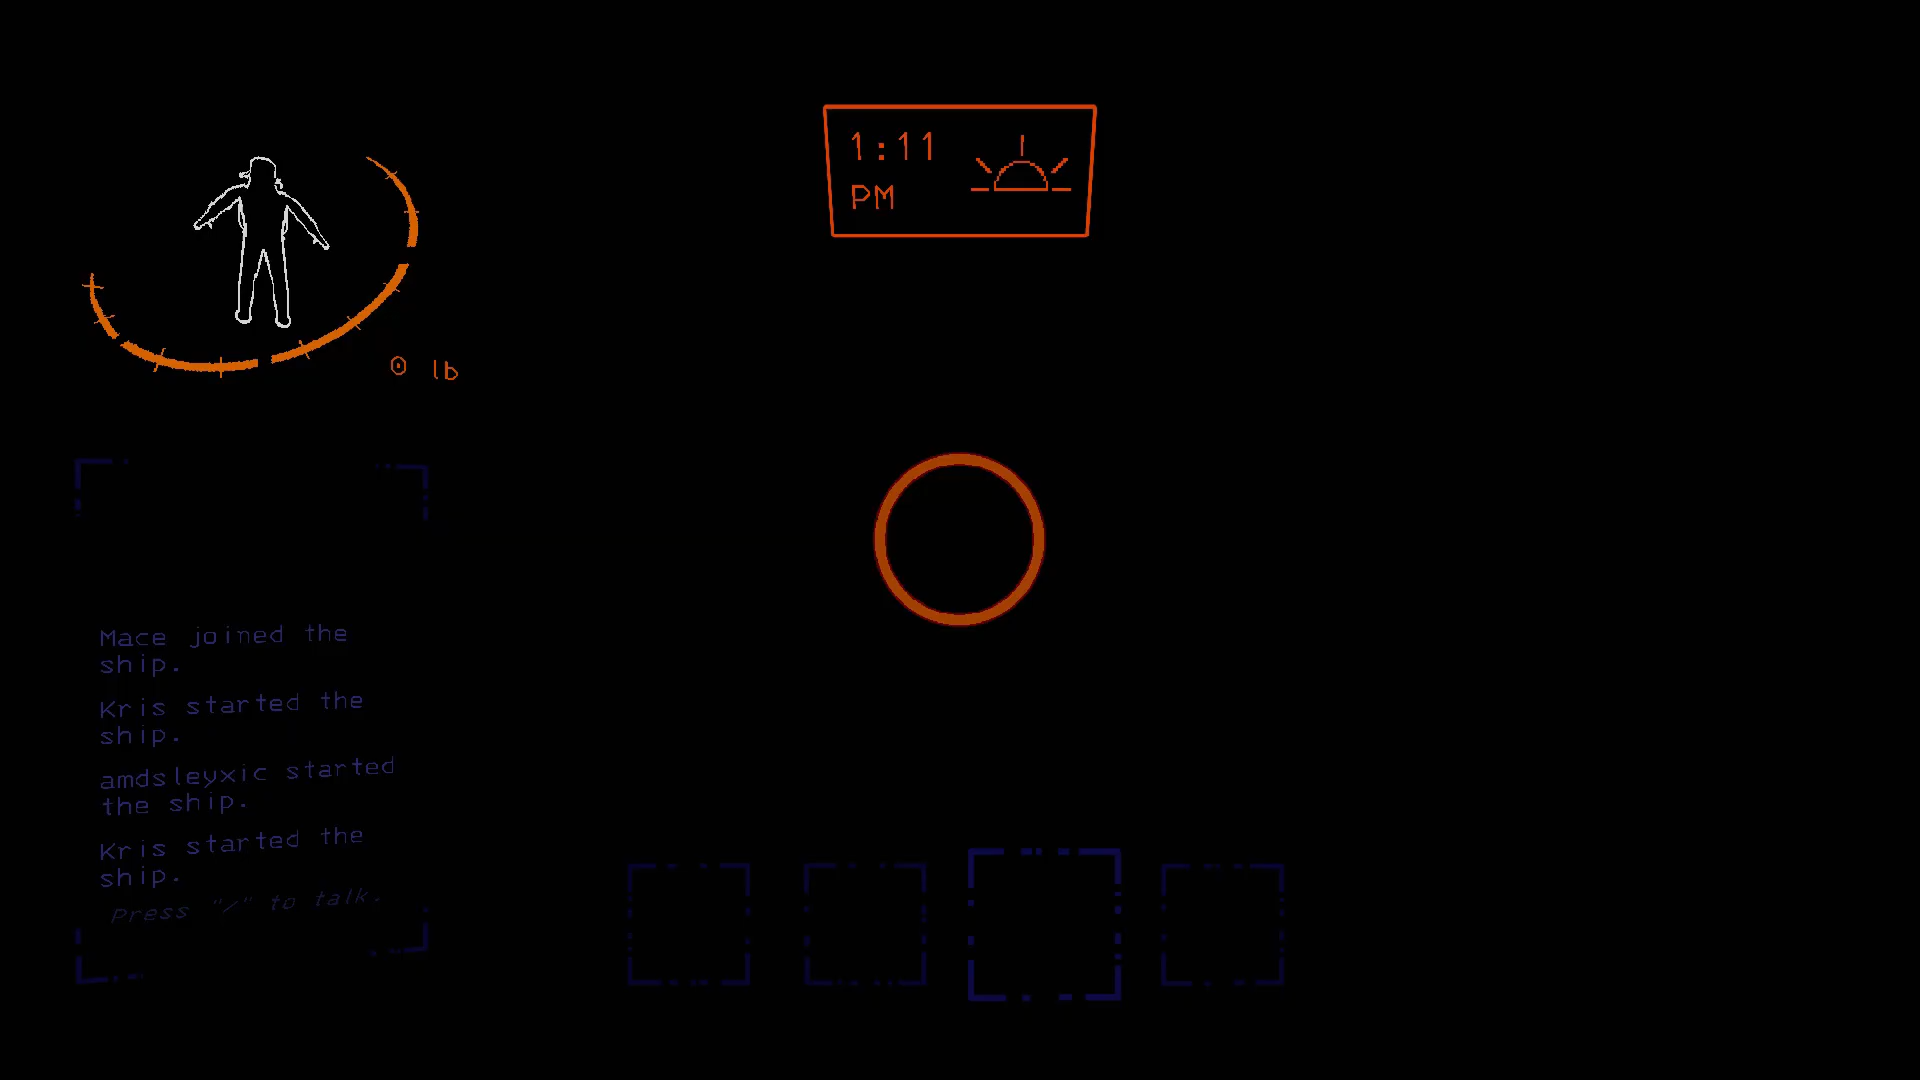 1:11
PM
0 lb
Mace joined the
ship.
Kris started the
ship.
amdsleyxic started
the ship.
Kris started the
ship.
Press "/" to talk.